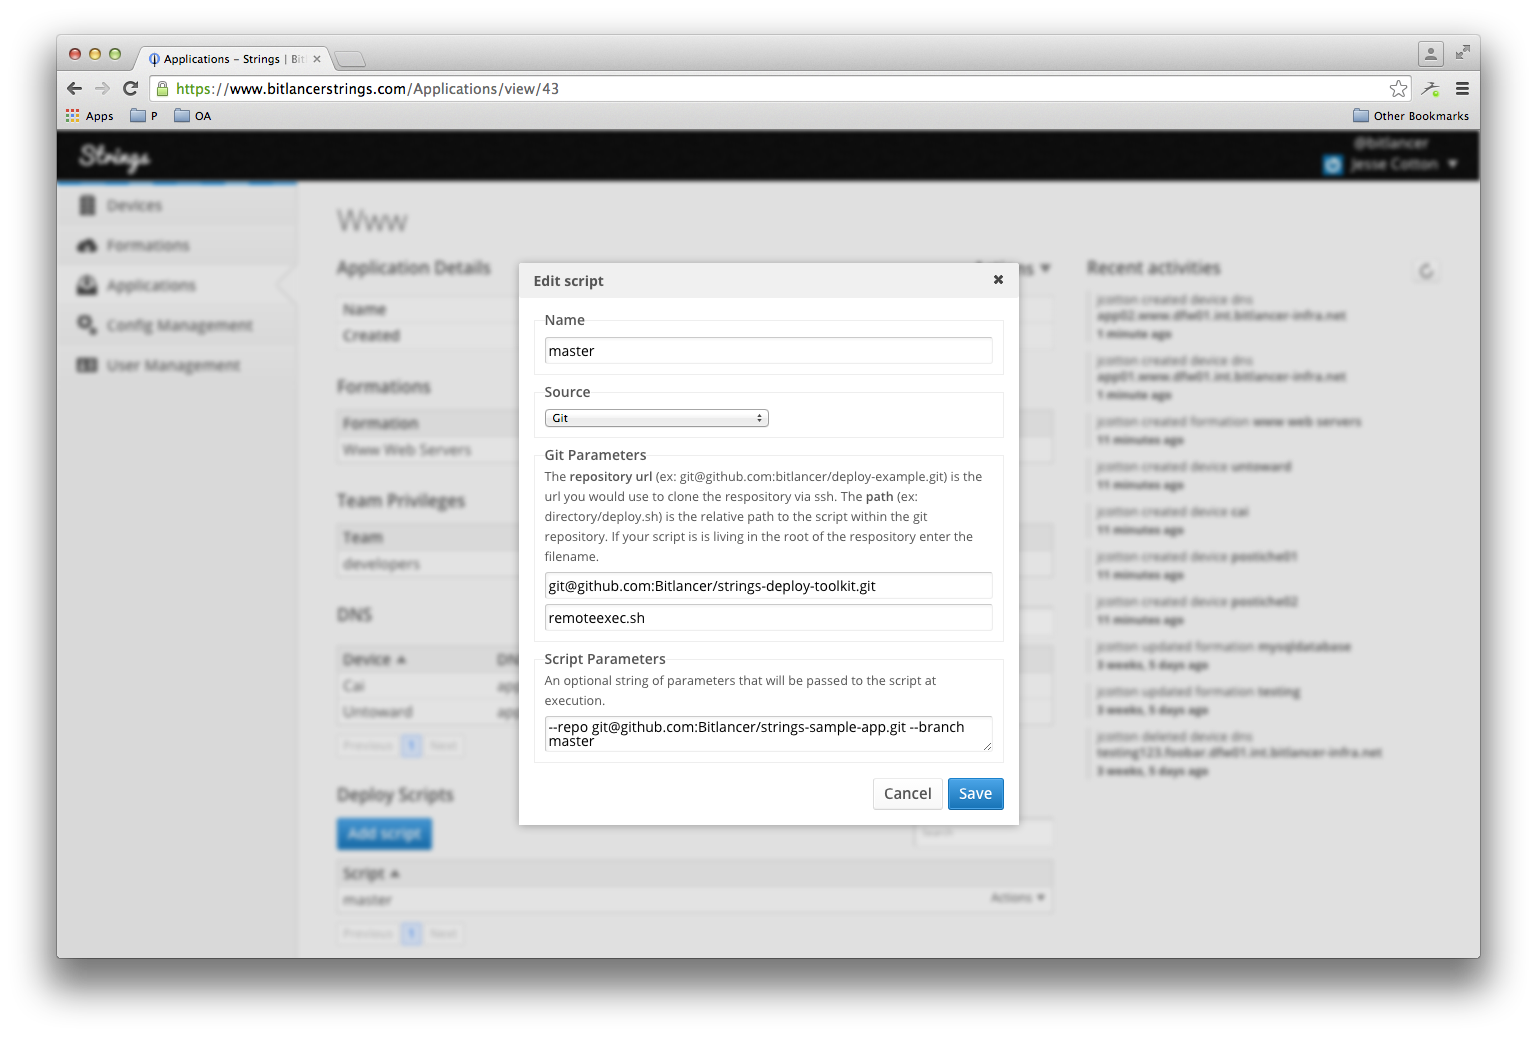 Applications – Strings | Bit
https://www.bitlancerstrings.com/Applications/view/43
Apps P OA Other Bookmarks
Strings
@bitlancer
Jesse Cotton
Devices
Formations
Applications
Config Management
User Management
Www
Application Details
Name
Created
Formations
Formation
Www Web Servers
Team Privileges
Team
developers
DNS
Device
Cai
Untoward
Previous 1 Next
Deploy Scripts
Add script
Search
Script
master Actions
Previous 1 Next
Edit script
Name
master
Source
Git
Git Parameters
The repository url (ex: git@github.com:bitlancer/deploy-example.git) is the
url you would use to clone the respository via ssh. The path (ex:
directory/deploy.sh) is the relative path to the script within the git
repository. If your script is is living in the root of the respository enter the
filename.
git@github.com:Bitlancer/strings-deploy-toolkit.git
remoteexec.sh
Script Parameters
An optional string of parameters that will be passed to the script at
execution.
--repo git@github.com:Bitlancer/strings-sample-app.git --branch
master
Cancel Save
Recent activities
jcotton created device dns
app02.www.dfw01.int.bitlancer-infra.net
1 minute ago
jcotton created device dns
app01.www.dfw01.int.bitlancer-infra.net
1 minute ago
jcotton created formation www web servers
11 minutes ago
jcotton created device untoward
11 minutes ago
jcotton created device cai
11 minutes ago
jcotton created device postiche01
11 minutes ago
jcotton created device postiche02
11 minutes ago
jcotton updated formation mysqldatabase
3 weeks, 5 days ago
jcotton updated formation testing
3 weeks, 5 days ago
jcotton deleted device dns
testing123.foobar.dfw01.int.bitlancer-infra.net
3 weeks, 5 days ago